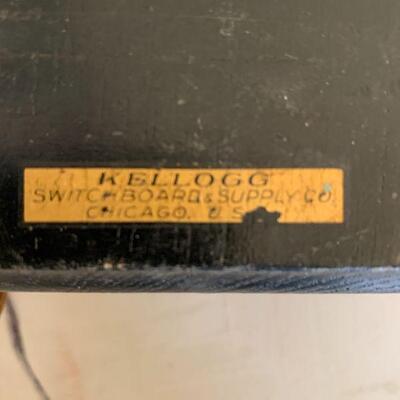 KELLOGG
SWITCHBOARD & SUPPLY CO.
CHICAGO, U.S.